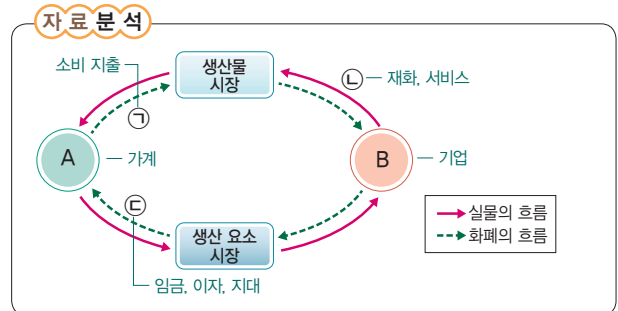 자료분석
소비 지출
생산물
시장
㉡
재화, 서비스
㉠
A
가계
B
기업
㉢
생산 요소
시장
실물의 흐름
화폐의 흐름
임금, 이자, 지대